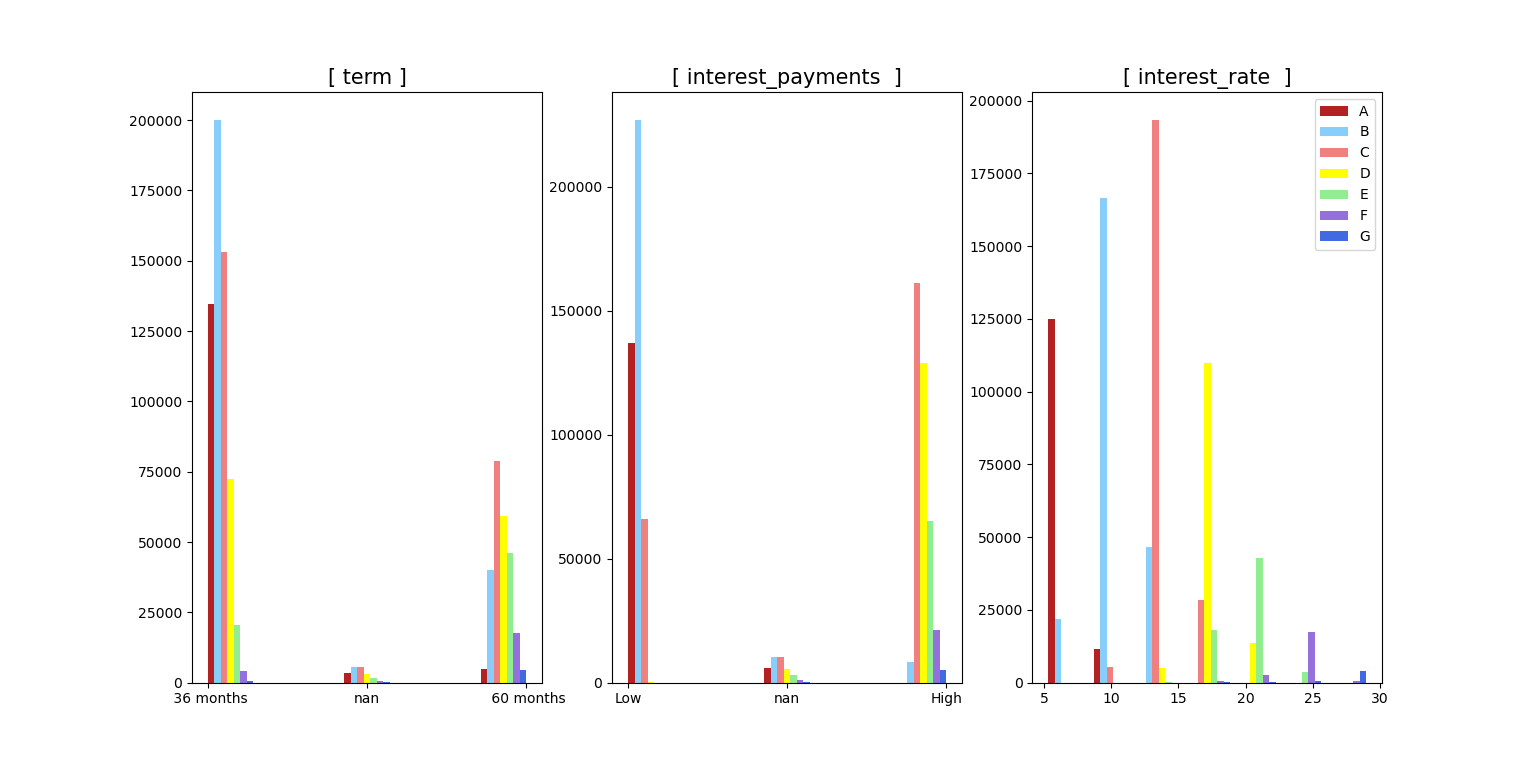 [ term ]
200000
175000
150000
125000
100000
75000
50000
25000
0
36 months
nan
60 months
[ interest_payments ]
200000
150000
100000
50000
0
Low
nan
High
[ interest_rate ]
200000
175000
150000
125000
100000
75000
50000
25000
0
5
10
15
20
25
30
A
B
C
D
E
F
G